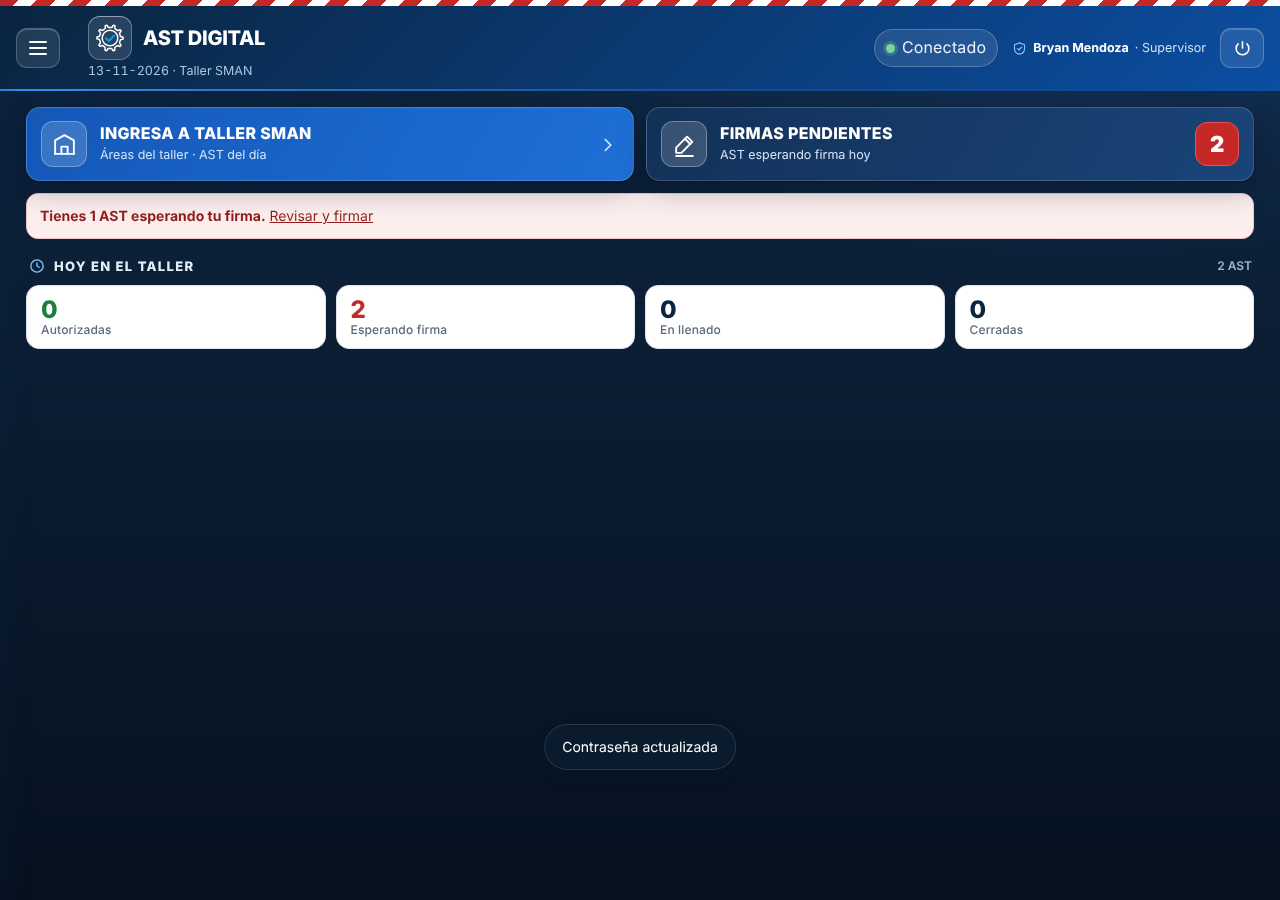 AST DIGITAL
13-11-2026 · Taller SMAN
Conectado
Bryan Mendoza · Supervisor
INGRESA A TALLER SMAN
Áreas del taller · AST del día
FIRMAS PENDIENTES
AST esperando firma hoy
2
Tienes 1 AST esperando tu firma. Revisar y firmar
HOY EN EL TALLER
2 AST
0
Autorizadas
2
Esperando firma
0
En llenado
0
Cerradas
Contraseña actualizada